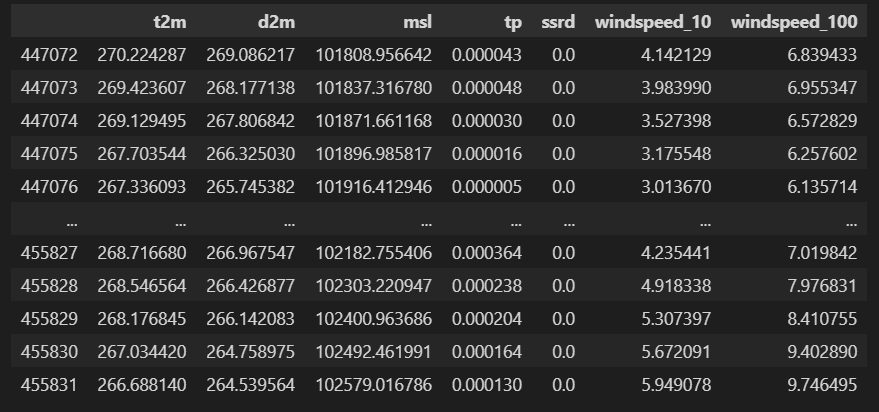 t2m d2m msl tp ssrd windspeed_10 windspeed_100
447072 270.224287 269.086217 101808.956642 0.000043 0.0 4.142129 6.839433
447073 269.423607 268.177138 101837.316780 0.000048 0.0 3.983990 6.955347
447074 269.129495 267.806842 101871.661168 0.000030 0.0 3.527398 6.572829
447075 267.703544 266.325030 101896.985817 0.000016 0.0 3.175548 6.257602
447076 267.336093 265.745382 101916.412946 0.000005 0.0 3.013670 6.135714
... ... ... ... ... ... ... ...
455827 268.716680 266.967547 102182.755406 0.000364 0.0 4.235441 7.019842
455828 268.546564 266.426877 102303.220947 0.000238 0.0 4.918338 7.976831
455829 268.176845 266.142083 102400.963686 0.000204 0.0 5.307397 8.410755
455830 267.034420 264.758975 102492.461991 0.000164 0.0 5.672091 9.402890
455831 266.688140 264.539564 102579.016786 0.000130 0.0 5.949078 9.746495